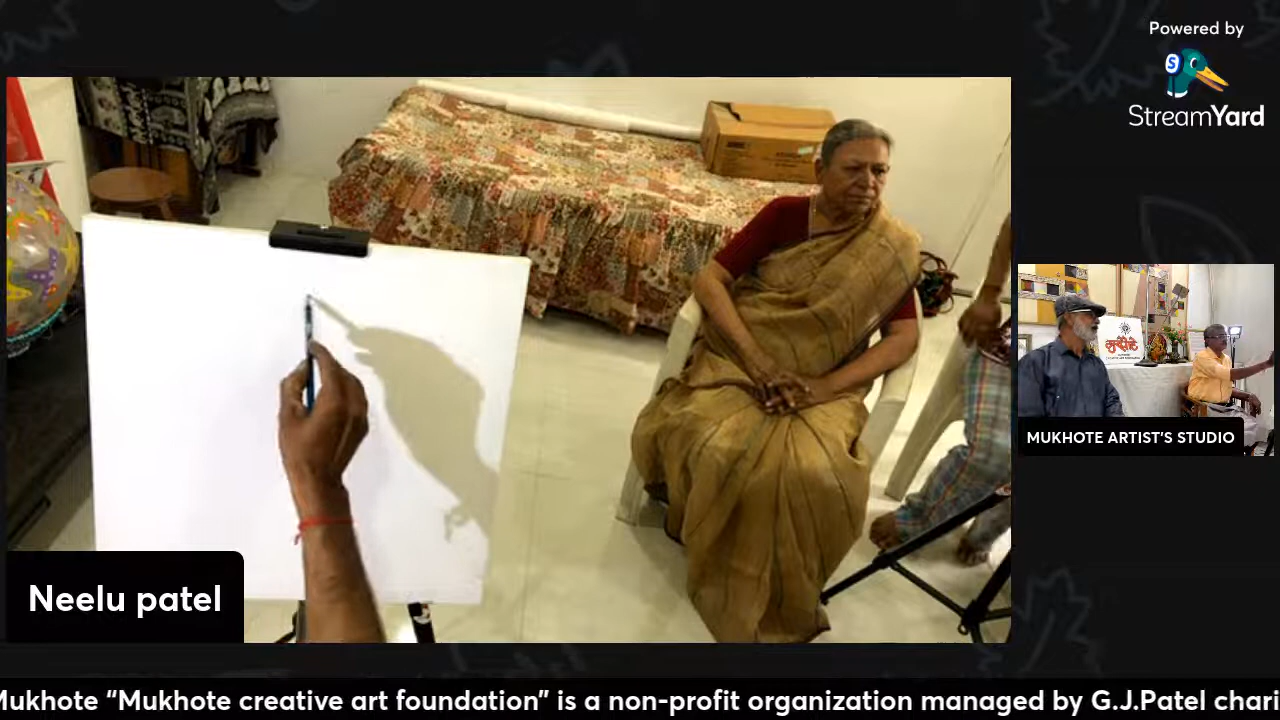 Powered by
StreamYard
MUKHOTE ARTIST'S STUDIO
Neelu patel
Mukhote “Mukhote creative art foundation” is a non-profit organization managed by G.J.Patel chari